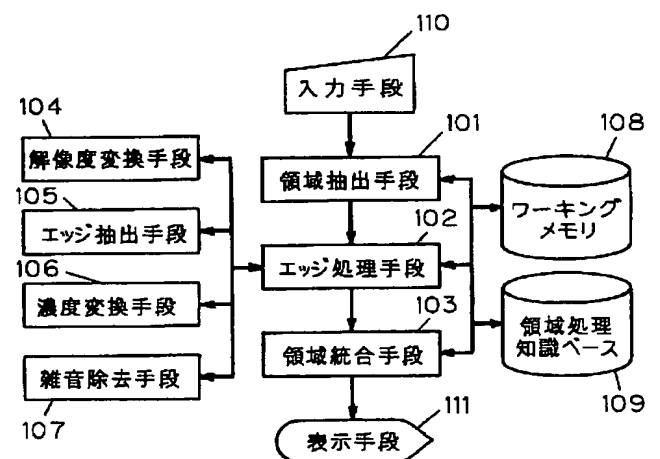 110
入力手段
104
解像度変換手段
101
領域抽出手段
108
ワーキング
メモリ
105
エッジ抽出手段
102
エッジ処理手段
106
濃度変換手段
103
領域統合手段
領域処理
知識ベース
109
雑音除去手段
107
111
表示手段